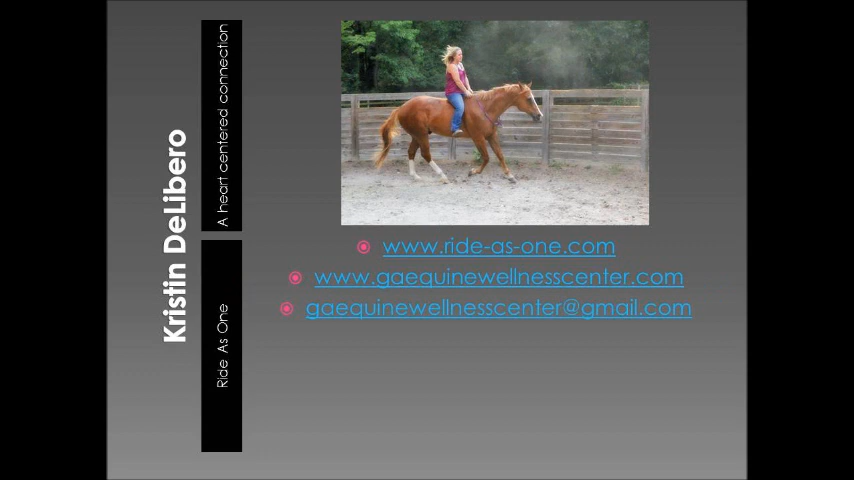 Kristin DeLibero
A heart centered connection
Ride As One
www.ride-as-one.com
www.gaequinewellnesscenter.com
gaequinewellnesscenter@gmail.com